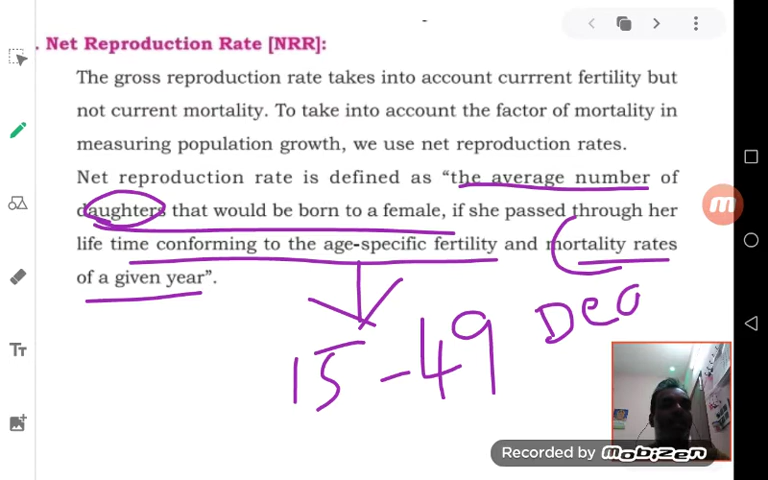 . Net Reproduction Rate [NRR]:
The gross reproduction rate takes into account currrent fertility but
not current mortality. To take into account the factor of mortality in
measuring population growth, we use net reproduction rates.
Net reproduction rate is defined as “the average number of
daughters that would be born to a female, if she passed through her
life time conforming to the age-specific fertility and mortality rates
of a given year”.
15-49
Dea
Tт
m
Recorded by mobizen